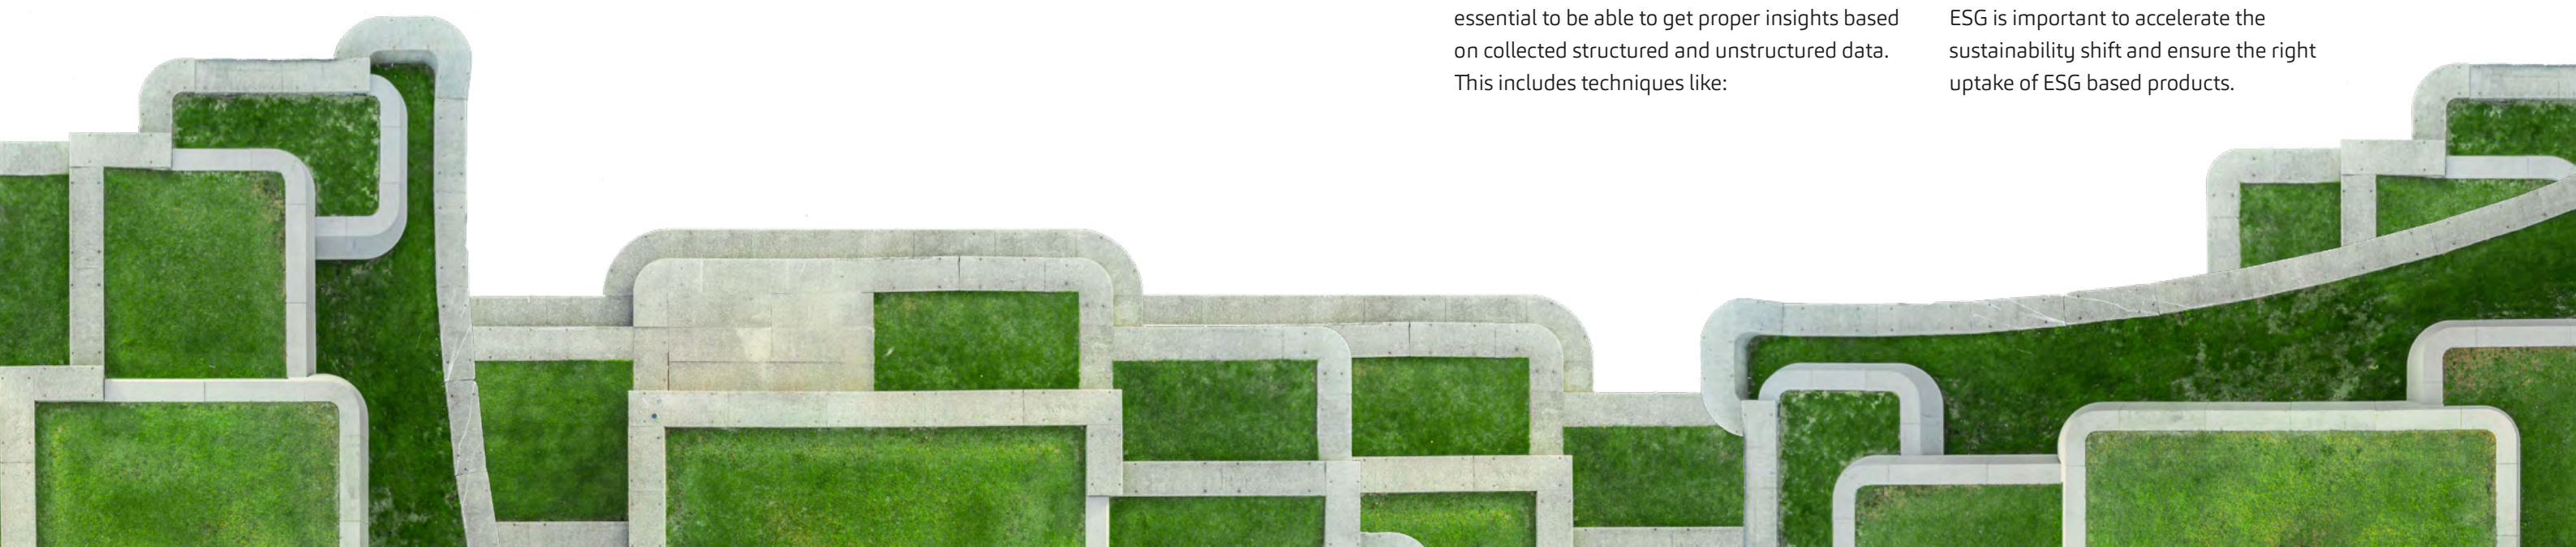 essential to be able to get proper insights based
on collected structured and unstructured data.
This includes techniques like:
ESG is important to accelerate the
sustainability shift and ensure the right
uptake of ESG based products.